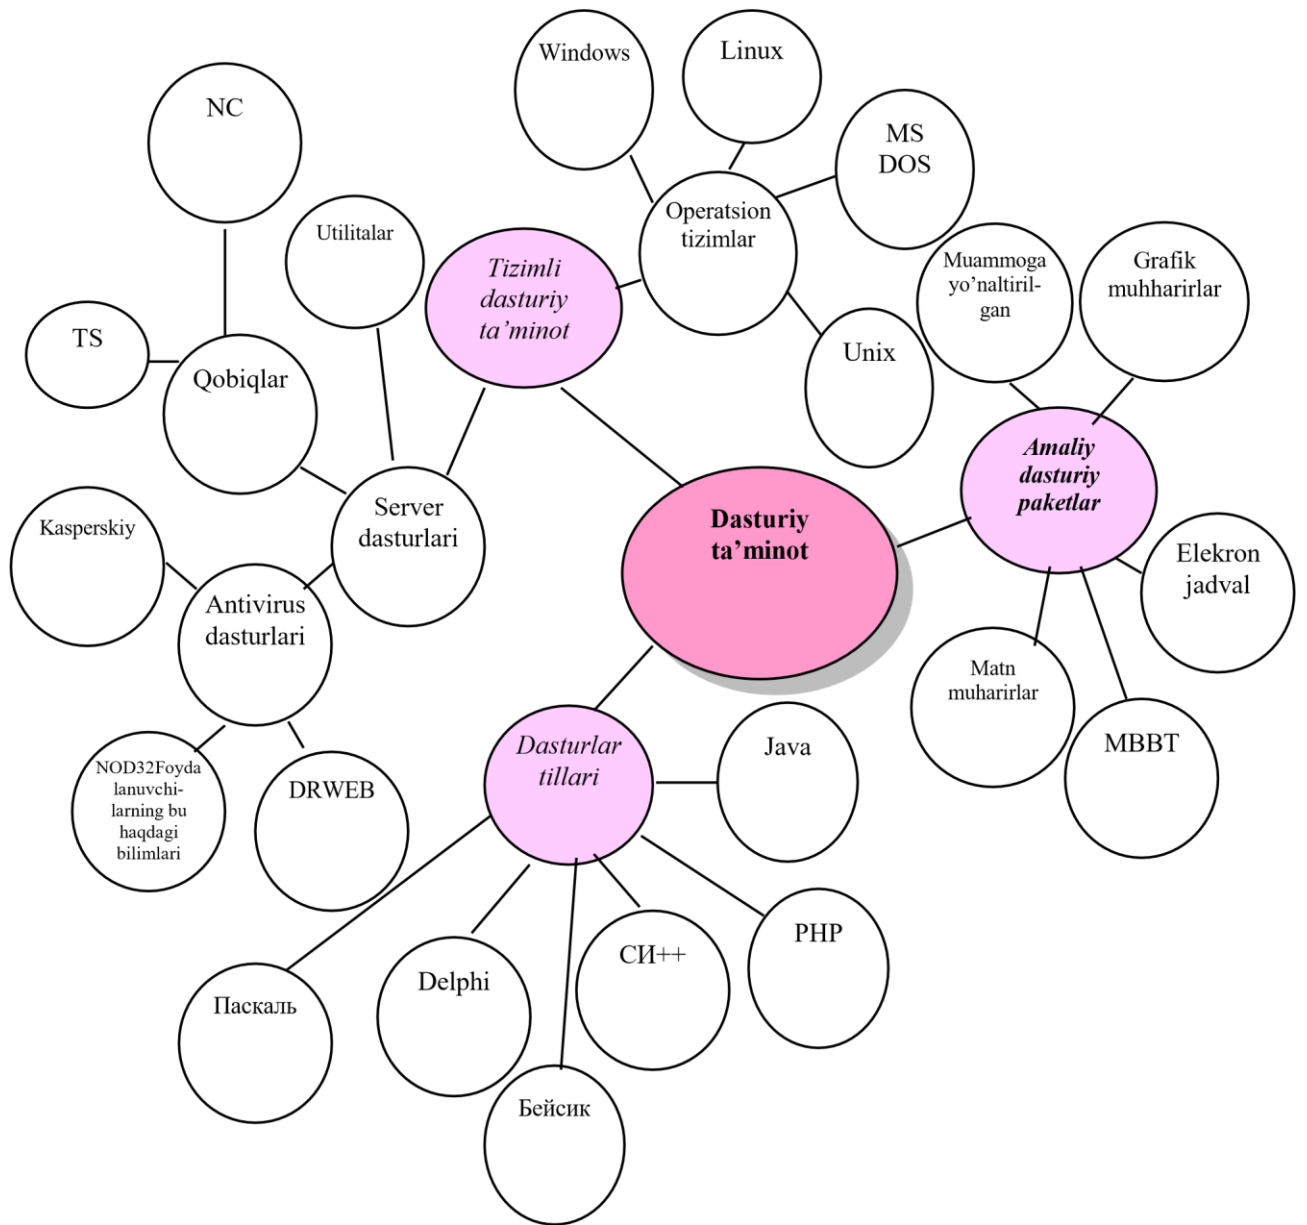 Windows
Linux
NC
MS
DOS
Operatsion
tizimlar
Utilitalar
Tizimli
dasturiy
ta’minot
Muammoga
yo’naltiril-
gan
Grafik
muhharirlar
TS
Qobiqlar
Unix
Amaliy
dasturiy
paketlar
Server
dasturlari
Dasturiy
ta’minot
Kasperskiy
Elekron
jadval
Antivirus
dasturlari
Matn
muharirlar
MBBT
Dasturlar
tillari
Java
NOD32Foyda
lanuvchi-
larning bu
haqdagi
bilimlari
DRWEB
PHP
СИ++
Delphi
Паскаль
Бейсик